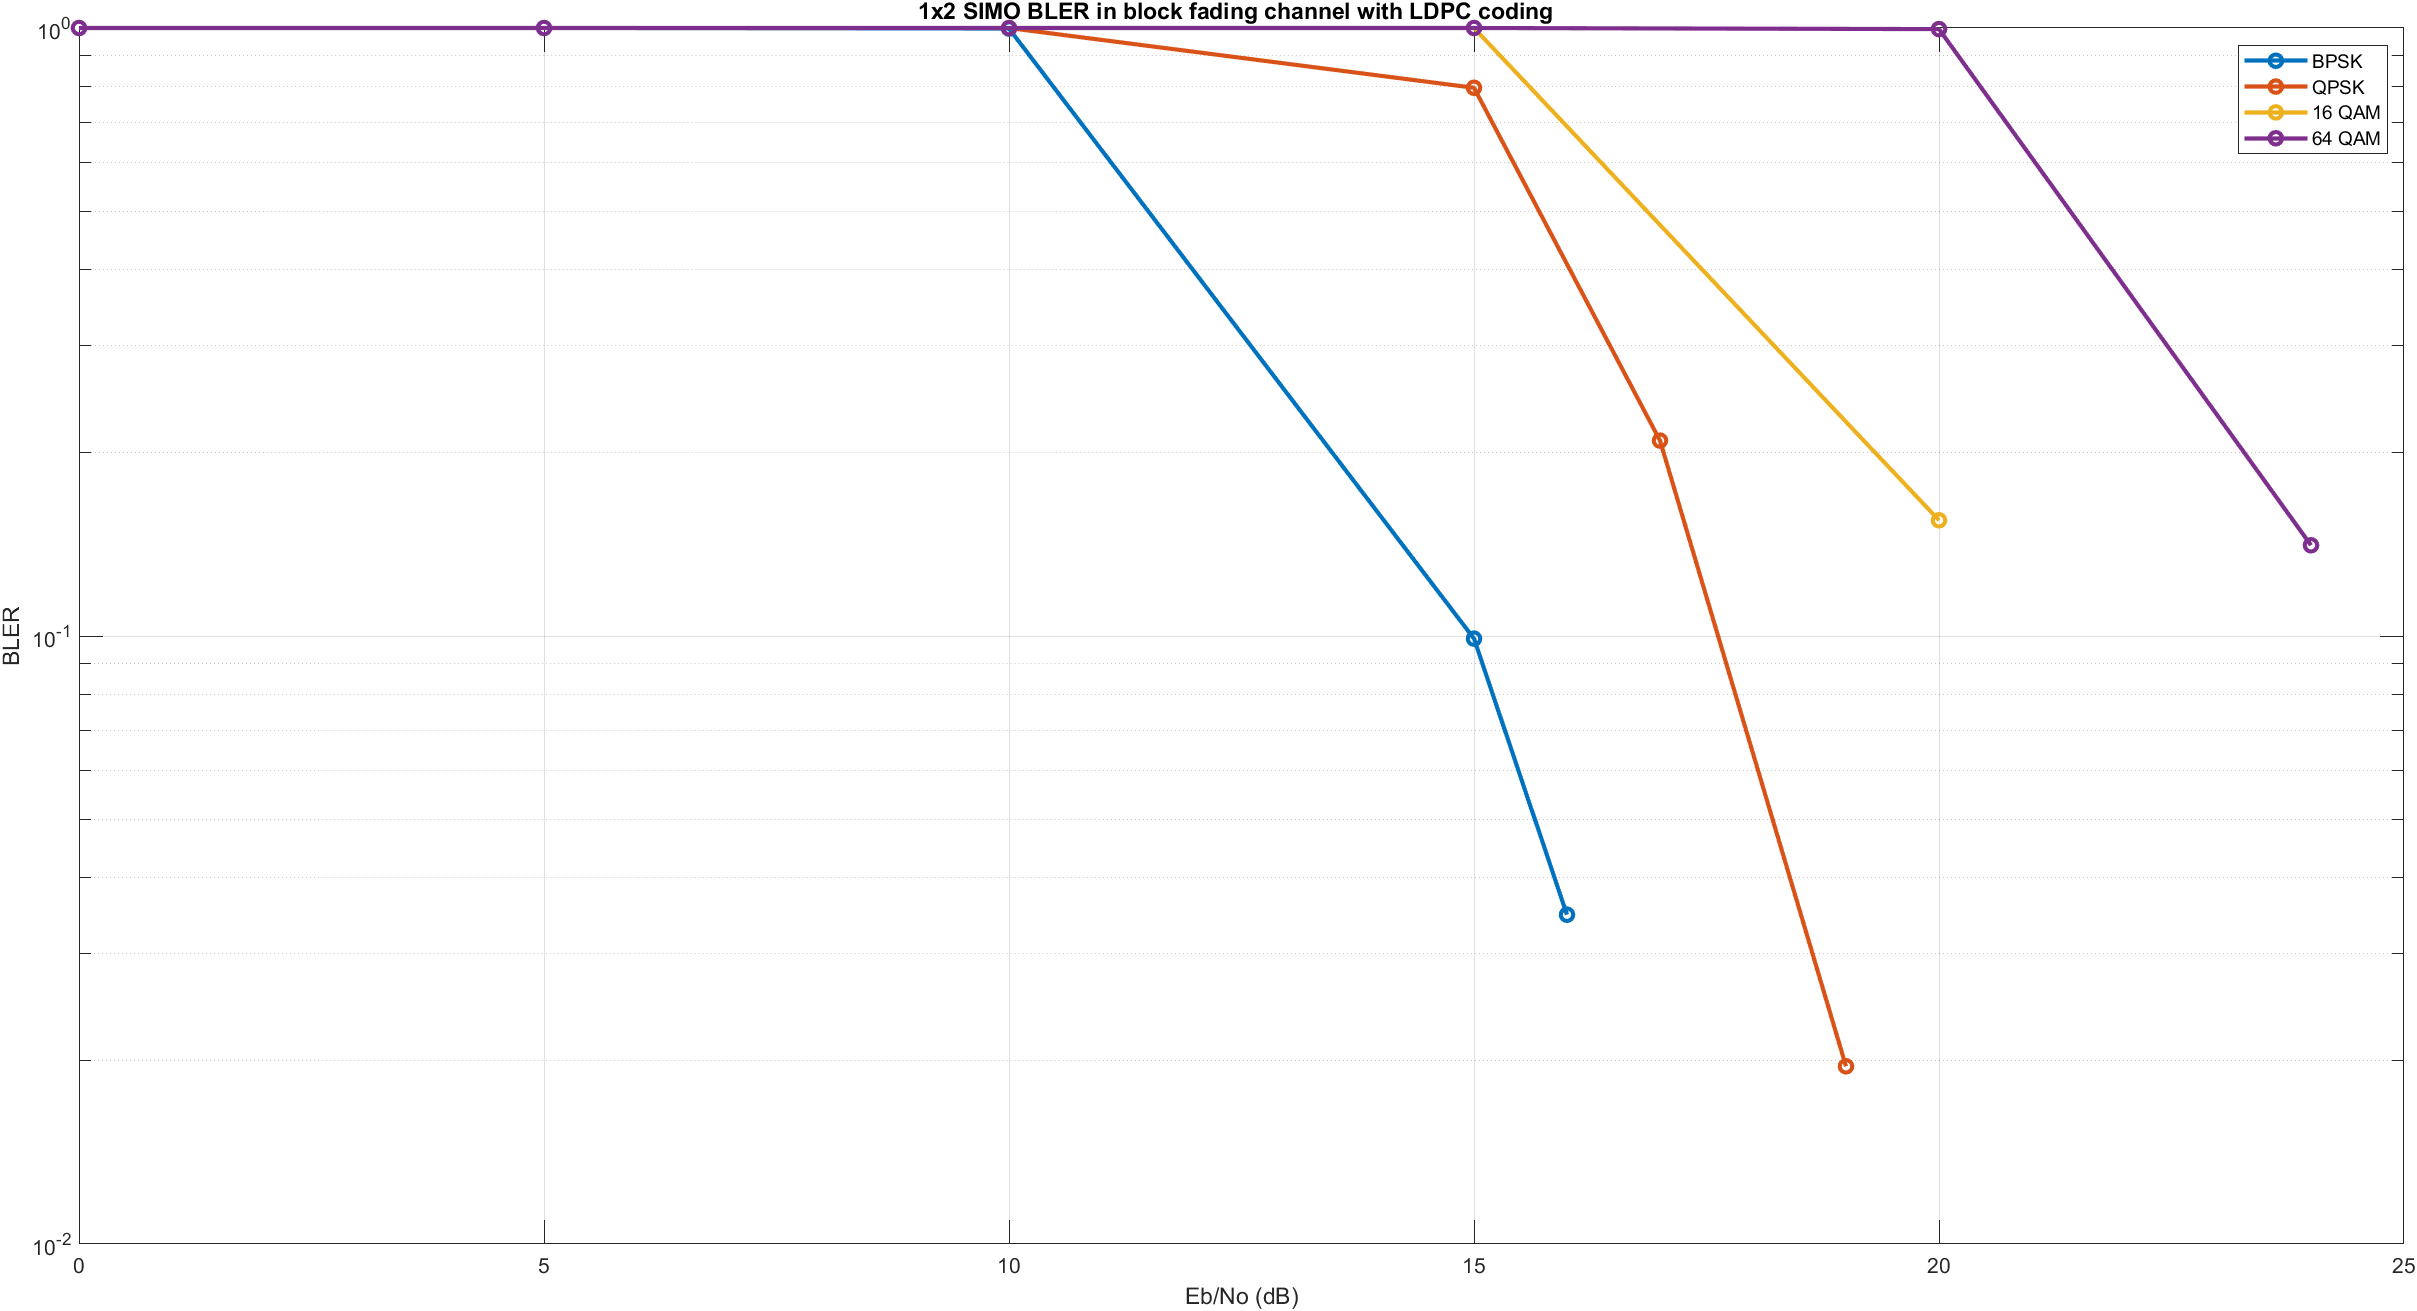 1x2 SIMO BLER in block fading channel with LDPC coding
10^0
BPSK
QPSK
16 QAM
64 QAM
BLER
10^-1
10^-2
0 5 10 15 20 25
Eb/No (dB)